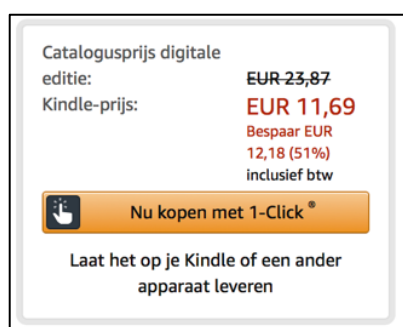 Catalogusprijs digitale
editie: EUR 23,87
Kindle-prijs: EUR 11,69
Bespaar EUR
12,18 (51%)
inclusief btw
Nu kopen met 1-Click ®
Laat het op je Kindle of een ander
apparaat leveren